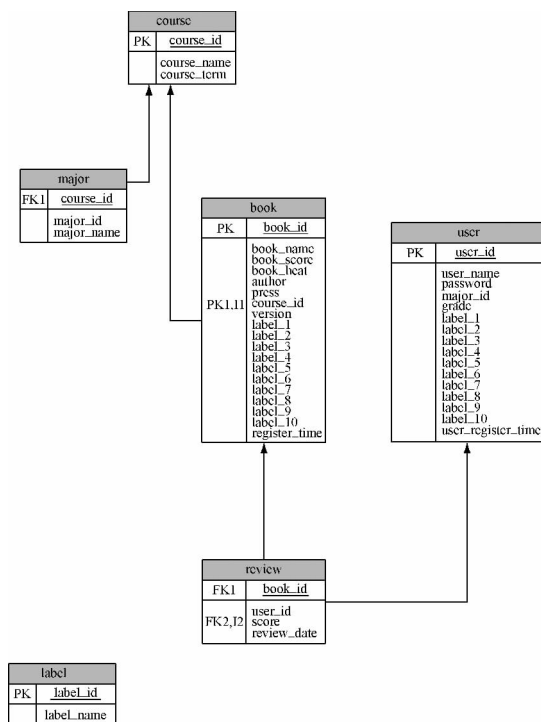 course
PK course_id
course_name
course_term
major
FK1 course_id
major_id
major_name
book
PK book_id
book_name
book_score
book_heat
author
press
PK1,I1 course_id
version
label_1
label_2
label_3
label_4
label_5
label_6
label_7
label_8
label_9
label_10
register_time
user
PK user_id
user_name
password
major_id
grade
label_1
label_2
label_3
label_4
label_5
label_6
label_7
label_8
label_9
label_10
user_register_time
review
FK1 book_id
FK2,I2 user_id
score
review_date
label
PK label_id
label_name